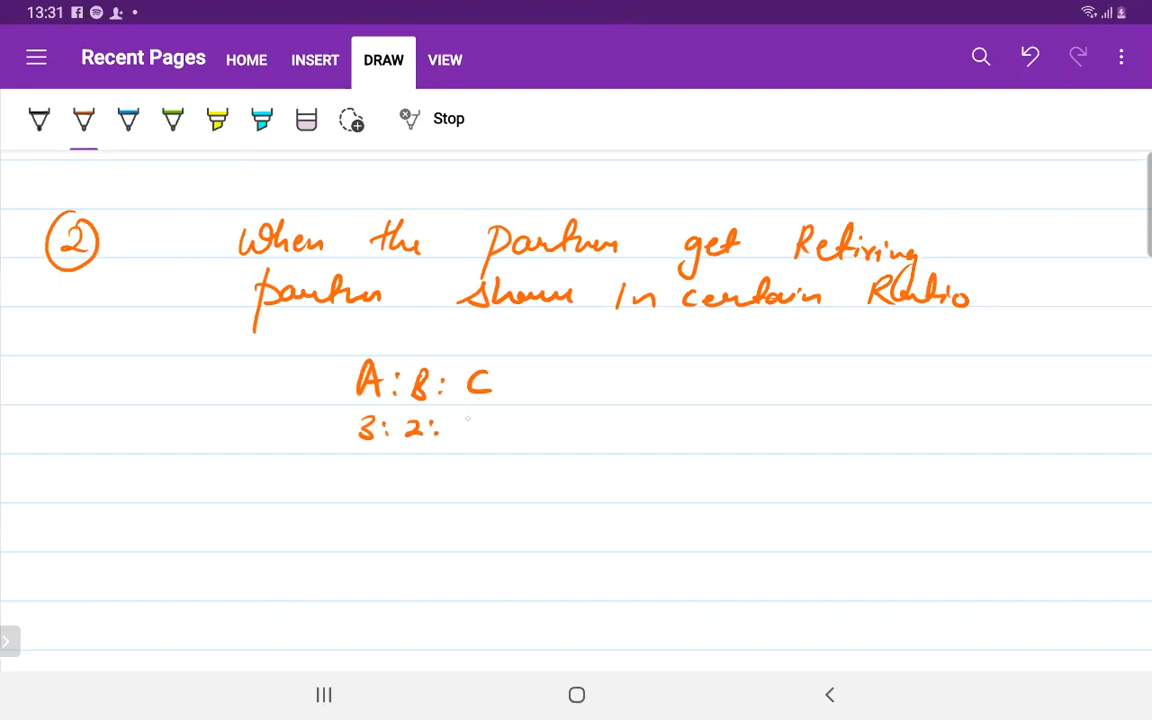 13:31
Recent Pages HOME INSERT DRAW VIEW
Stop
2 When the partner get Retiring
partner share in certain Ratio
A : B : C
3 : 2 :